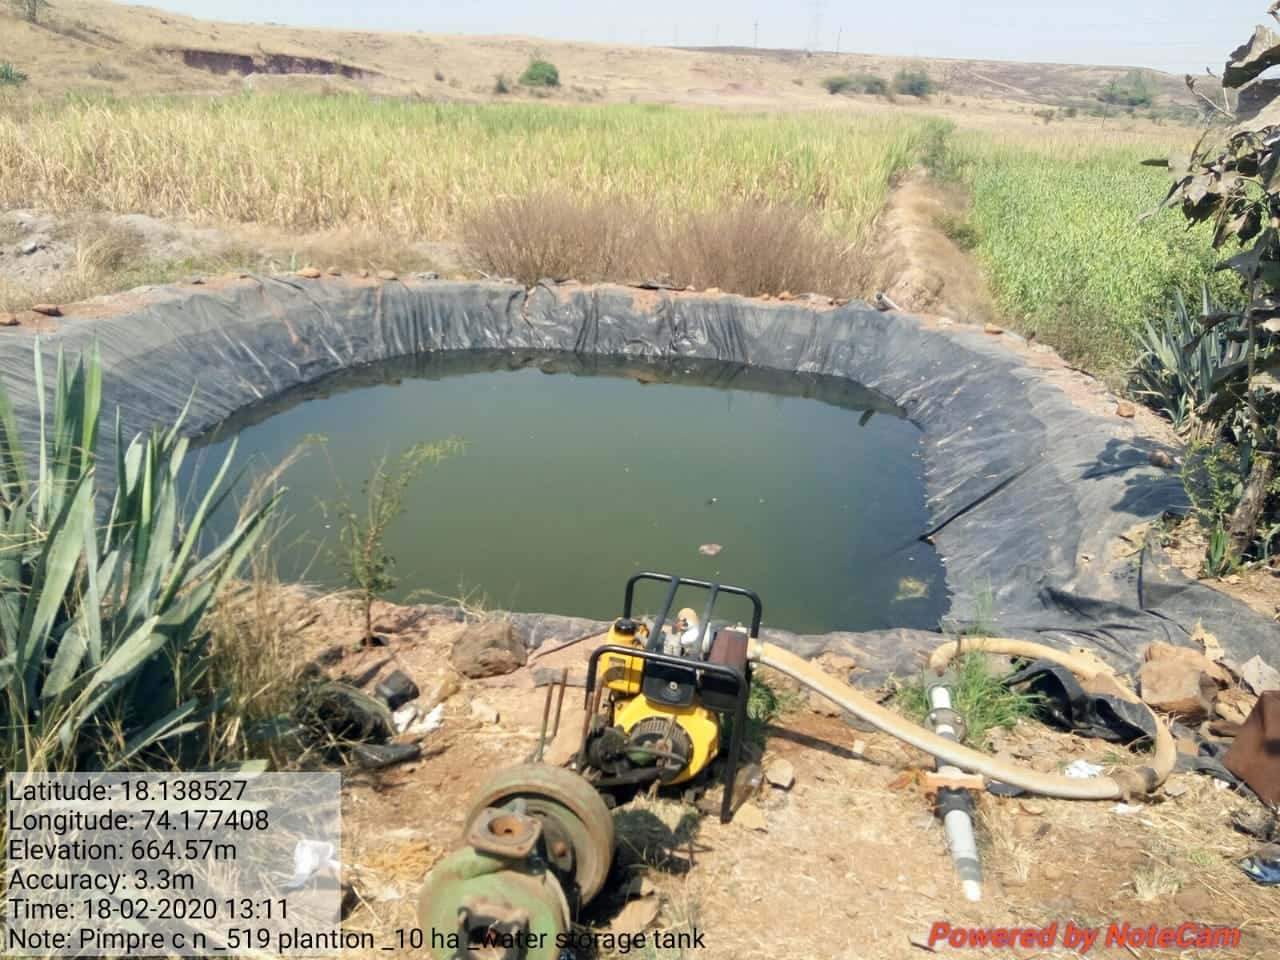 Latitude: 18.138527
Longitude: 74.177408
Elevation: 664.57m
Accuracy: 3.3m
Time: 18-02-2020 13:11
Note: Pimpre c n _519 plantion _10 ha _water storage tank
Powered by NoteCam